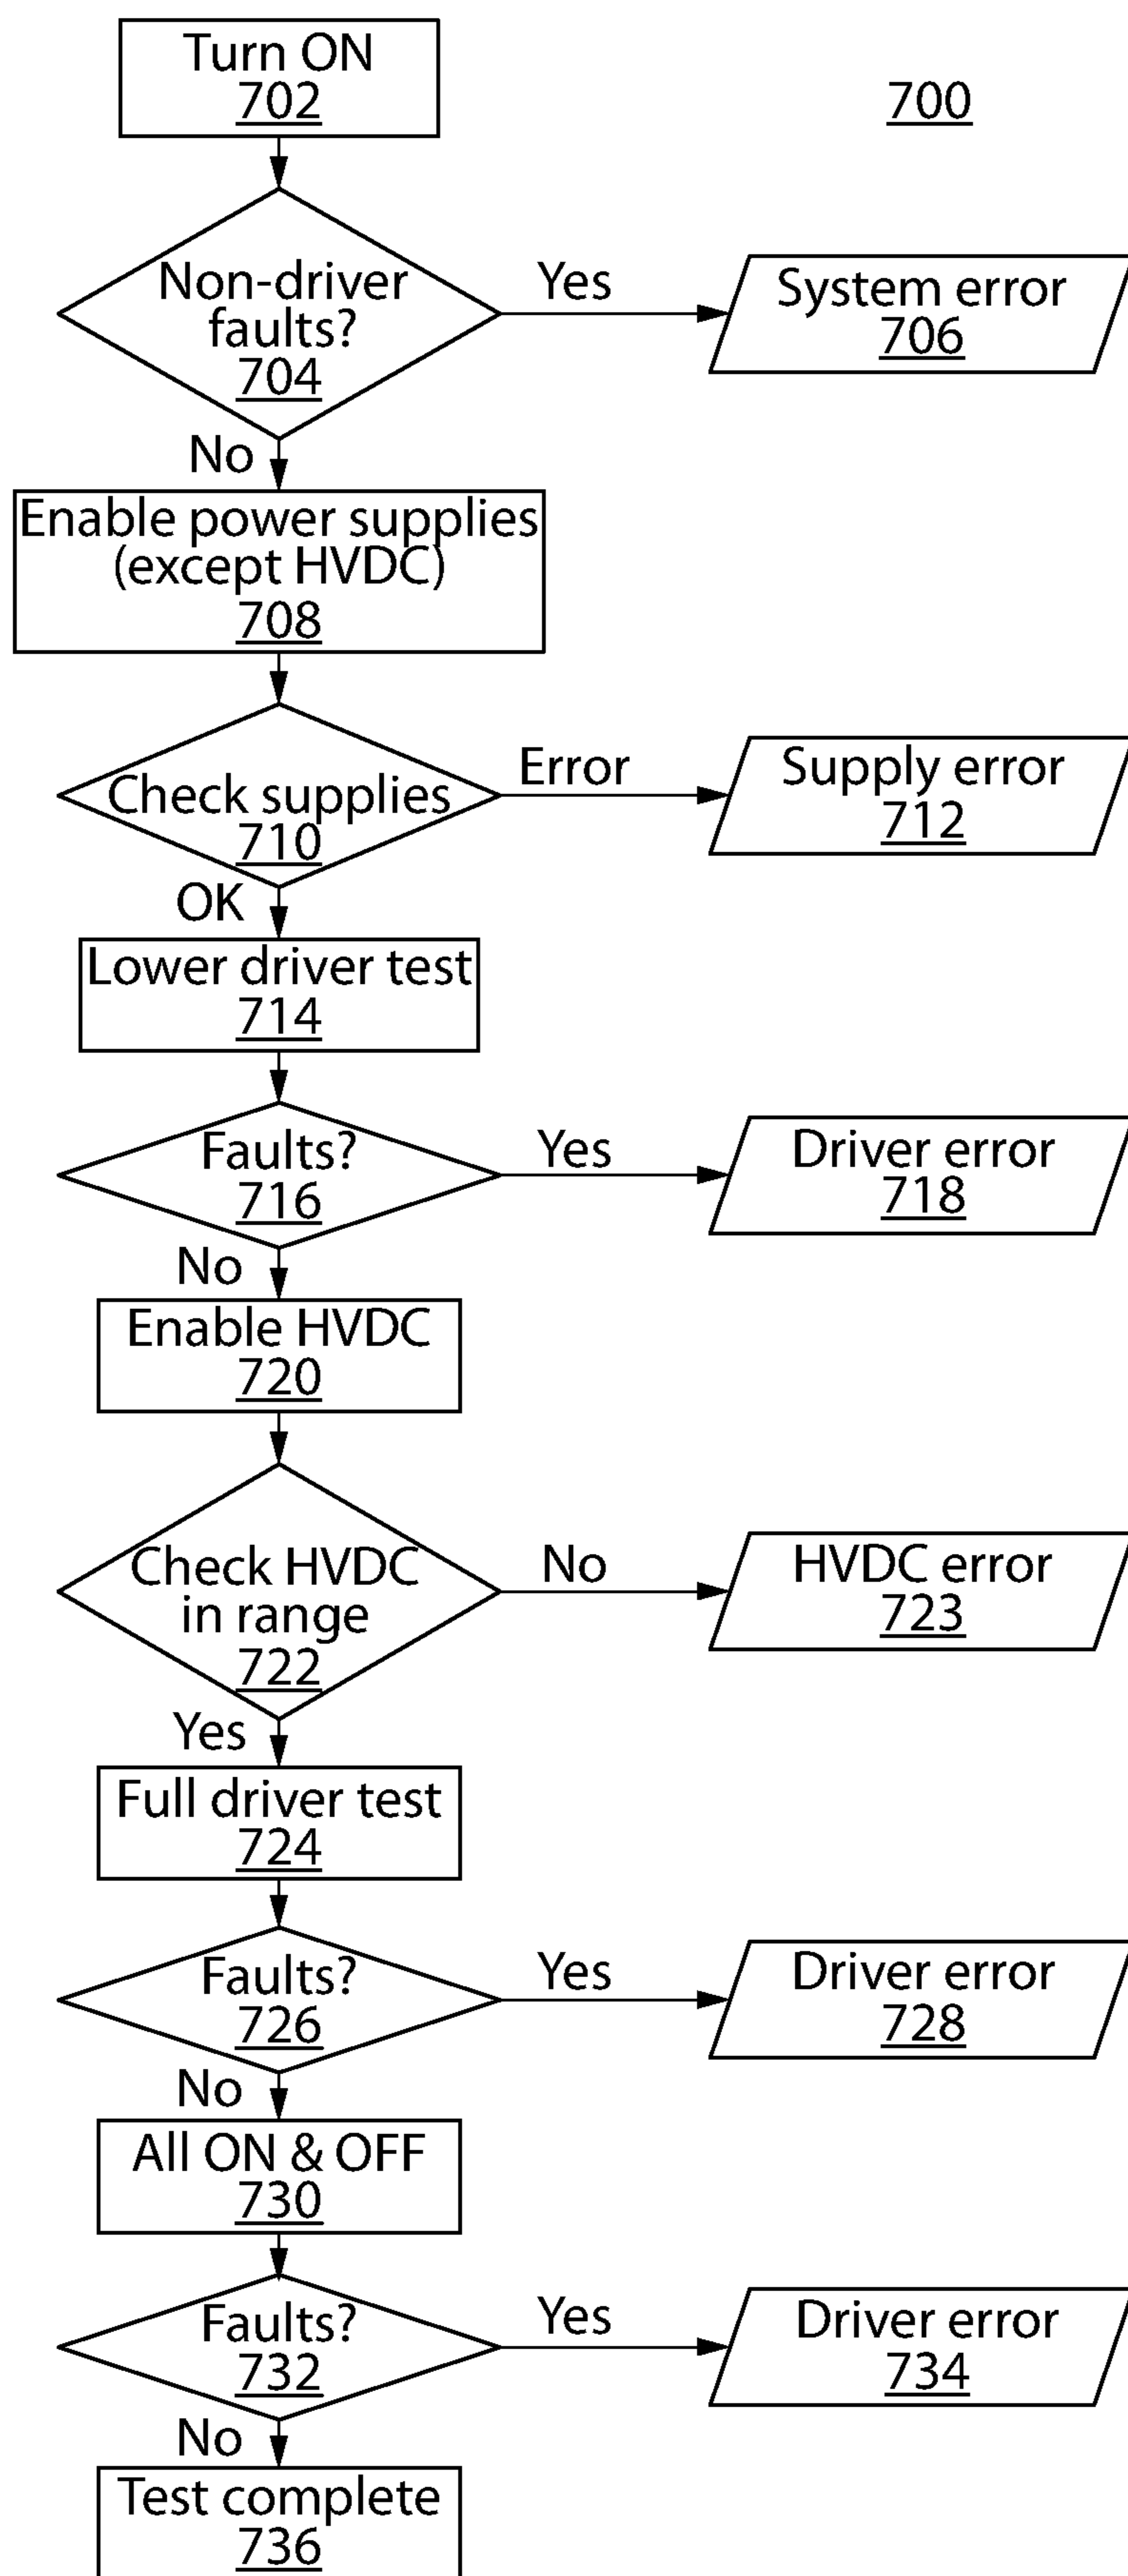 Turn ON
702
700
Non-driver
faults?
704
Yes
System error
706
No
Enable power supplies
(except HVDC)
708
Check supplies
710
Error
Supply error
712
OK
Lower driver test
714
Faults?
716
Yes
Driver error
718
No
Enable HVDC
720
Check HVDC
in range
722
No
HVDC error
723
Yes
Full driver test
724
Faults?
726
Yes
Driver error
728
No
All ON & OFF
730
Faults?
732
Yes
Driver error
734
No
Test complete
736